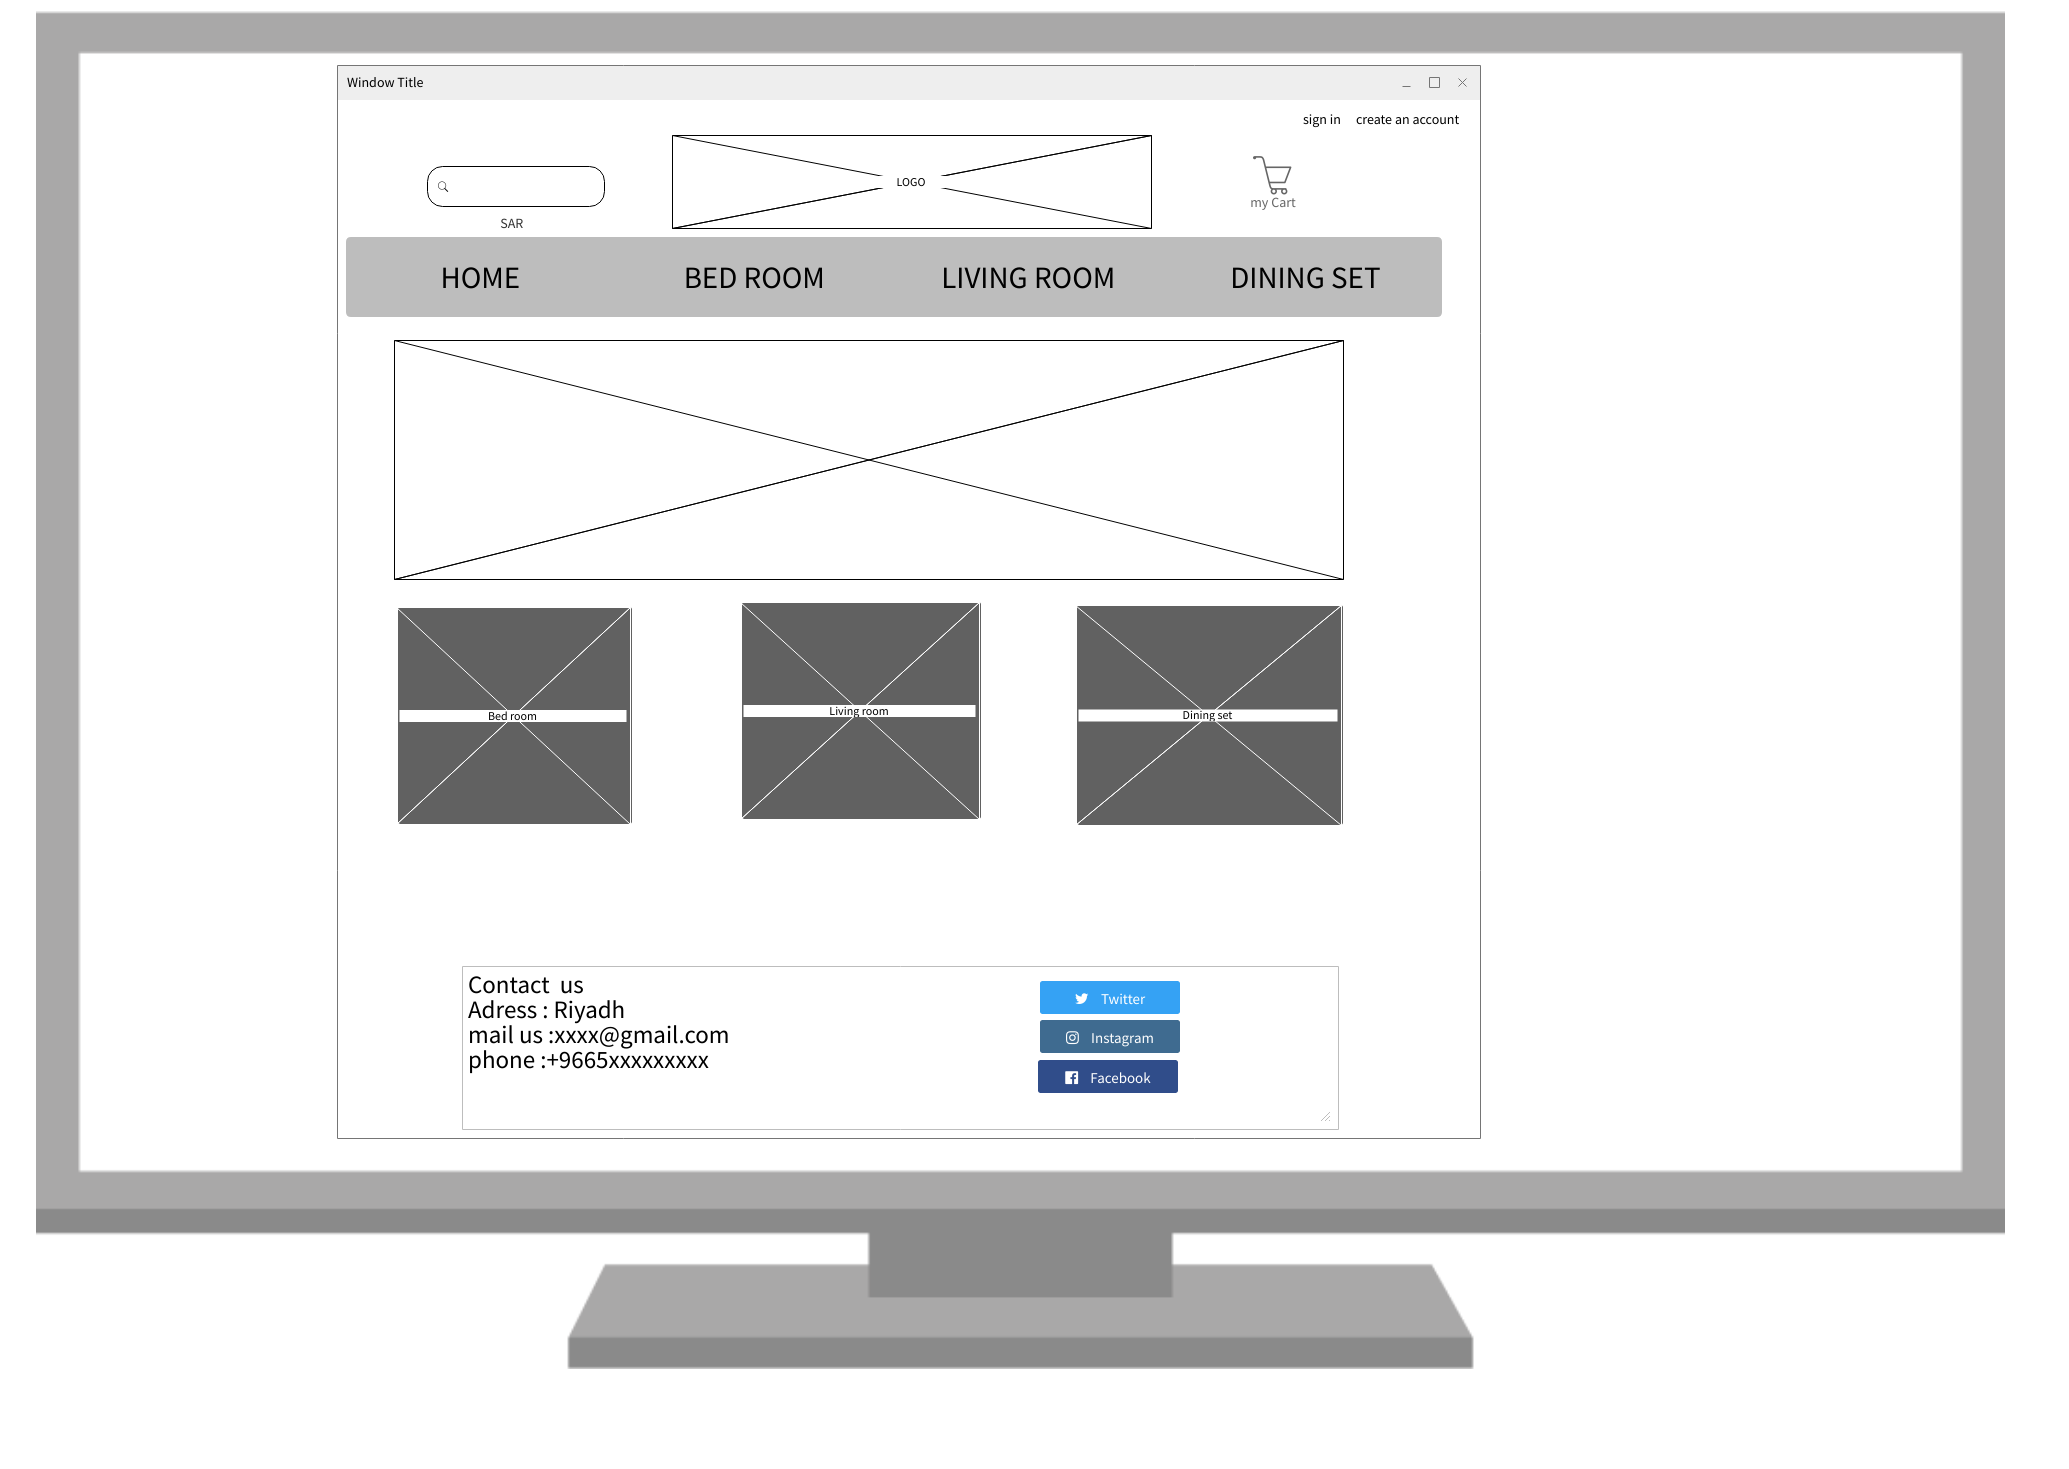 Window Title
sign in create an account
LOGO
my Cart
SAR
HOME BED ROOM LIVING ROOM DINING SET
Bed room Living room Dining set
Contact us
Adress : Riyadh
mail us :xxxx@gmail.com
phone :+9665xxxxxxxxx
Twitter
Instagram
Facebook